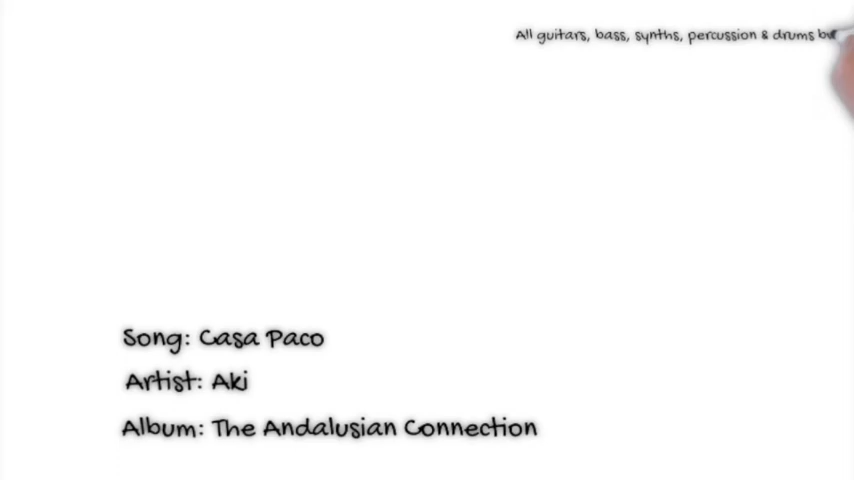 All guitars, bass, synths, percussion & drums
Song: Casa Paco
Artist: Aki
Album: The Andalusian Connection